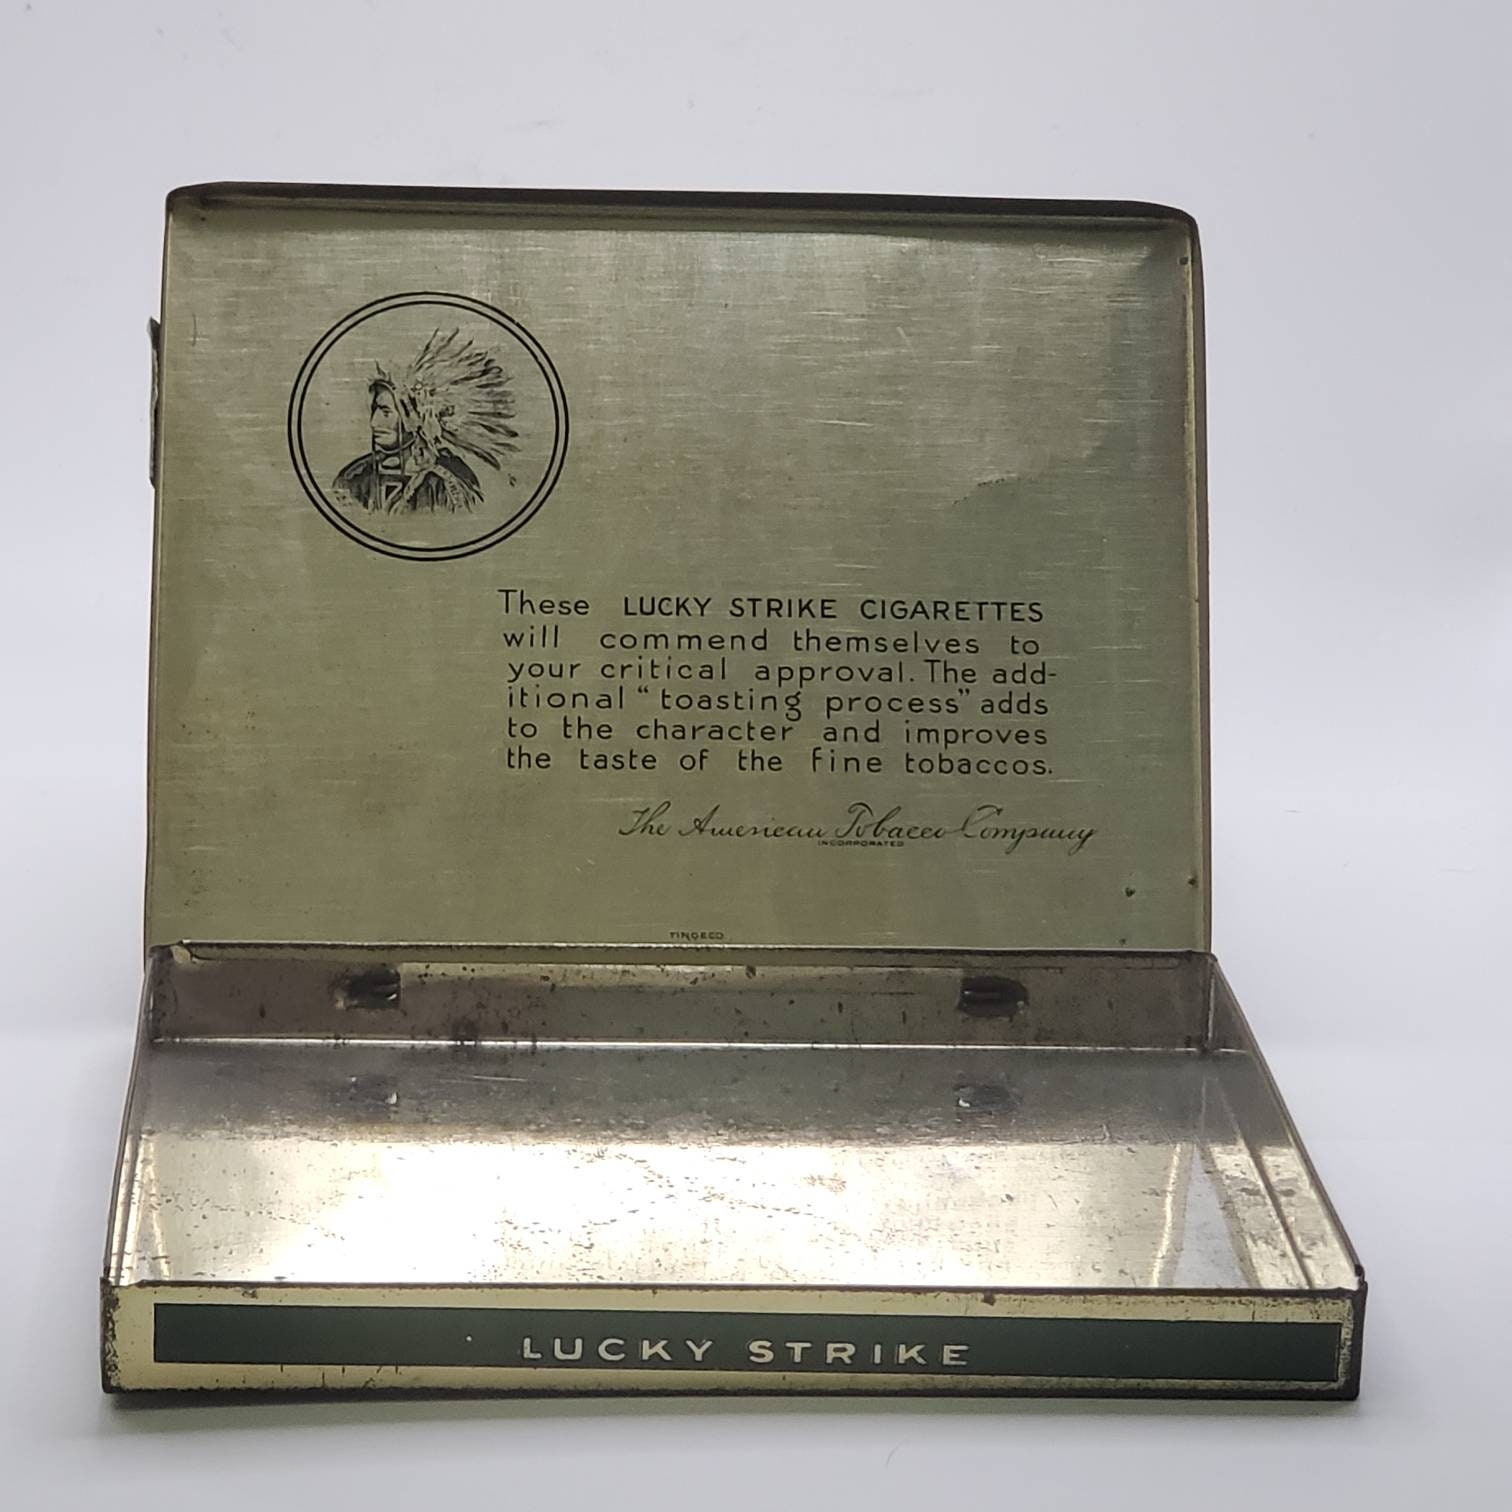 These LUCKY STRIKE CIGARETTES
will commend themselves to
your critical approval. The add-
itional "toasting process" adds
to the character and improves
the taste of the fine tobaccos.
The American Tobacco Company
INCORPORATED
LUCKY STRIKE